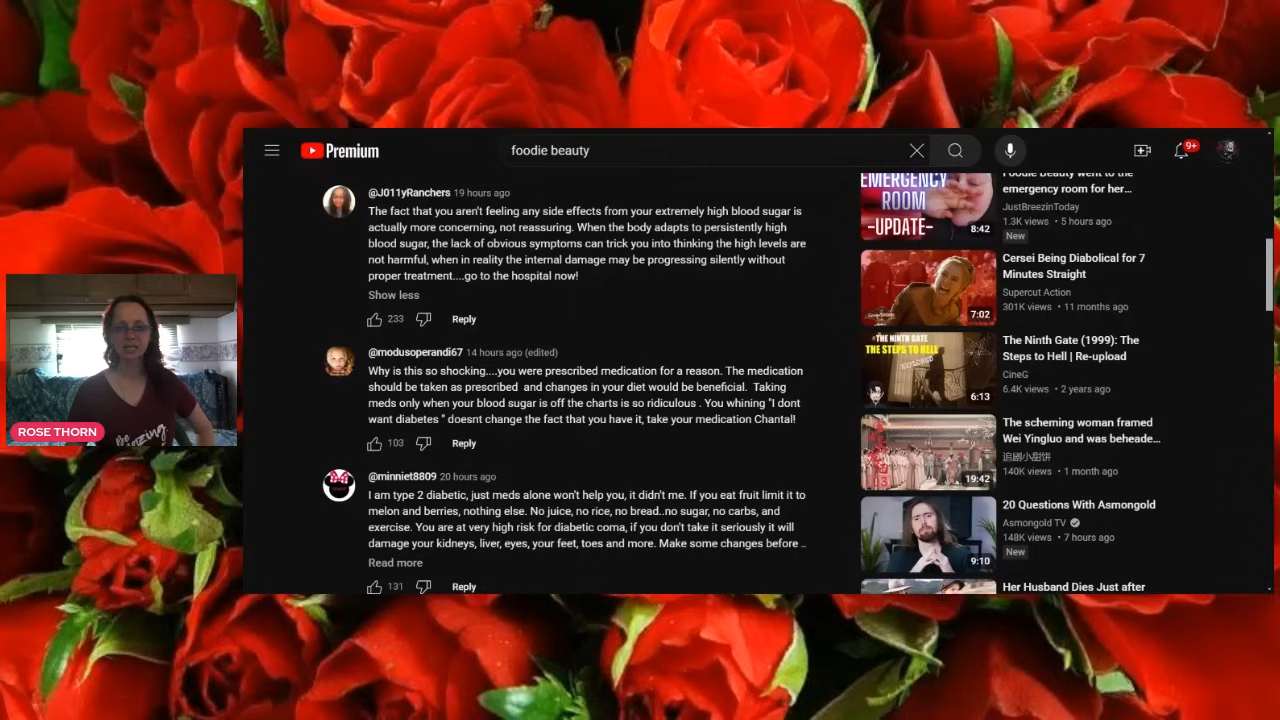 Premium
foodie beauty
9+
@J011yRanchers 19 hours ago
The fact that you aren't feeling any side effects from your extremely high blood sugar is
actually more concerning, not reassuring. When the body adapts to persistently high
blood sugar, the lack of obvious symptoms can trick you into thinking the high levels are
not harmful, when in reality the internal damage may be progressing silently without
proper treatment....go to the hospital now!
Show less
233 Reply
@modusoperandi67 14 hours ago (edited)
Why is this so shocking....you were prescribed medication for a reason. The medication
should be taken as prescribed and changes in your diet would be beneficial. Taking
meds only when your blood sugar is off the charts is so ridiculous . You whining "I dont
want diabetes " doesnt change the fact that you have it, take your medication Chantal!
103 Reply
@minniet8809 20 hours ago
I am type 2 diabetic, just meds alone won't help you, it didn't me. If you eat fruit limit it to
melon and berries, nothing else. No juice, no rice, no bread..no sugar, no carbs, and
exercise. You are at very high risk for diabetic coma, if you don't take it seriously it will
damage your kidneys, liver, eyes, your feet, toes and more. Make some changes before ..
Read more
131 Reply
EMERGENCY
ROOM
-UPDATE-
8:42
Foodie Beauty went to the
emergency room for her...
JustBreezinToday
1.3K views • 5 hours ago
New
7:02
Cersei Being Diabolical for 7
Minutes Straight
Supercut Action
301K views • 11 months ago
THE NINTH GATE
THE STEPS TO HELL
6:13
The Ninth Gate (1999): The
Steps to Hell | Re-upload
CineG
6.4K views • 2 years ago
19:42
The scheming woman framed
Wei Yingluo and was beheade...
追剧小甜饼
140K views • 1 month ago
9:10
20 Questions With Asmongold
Asmongold TV
148K views • 7 hours ago
New
Her Husband Dies Just after
ROSE THORN